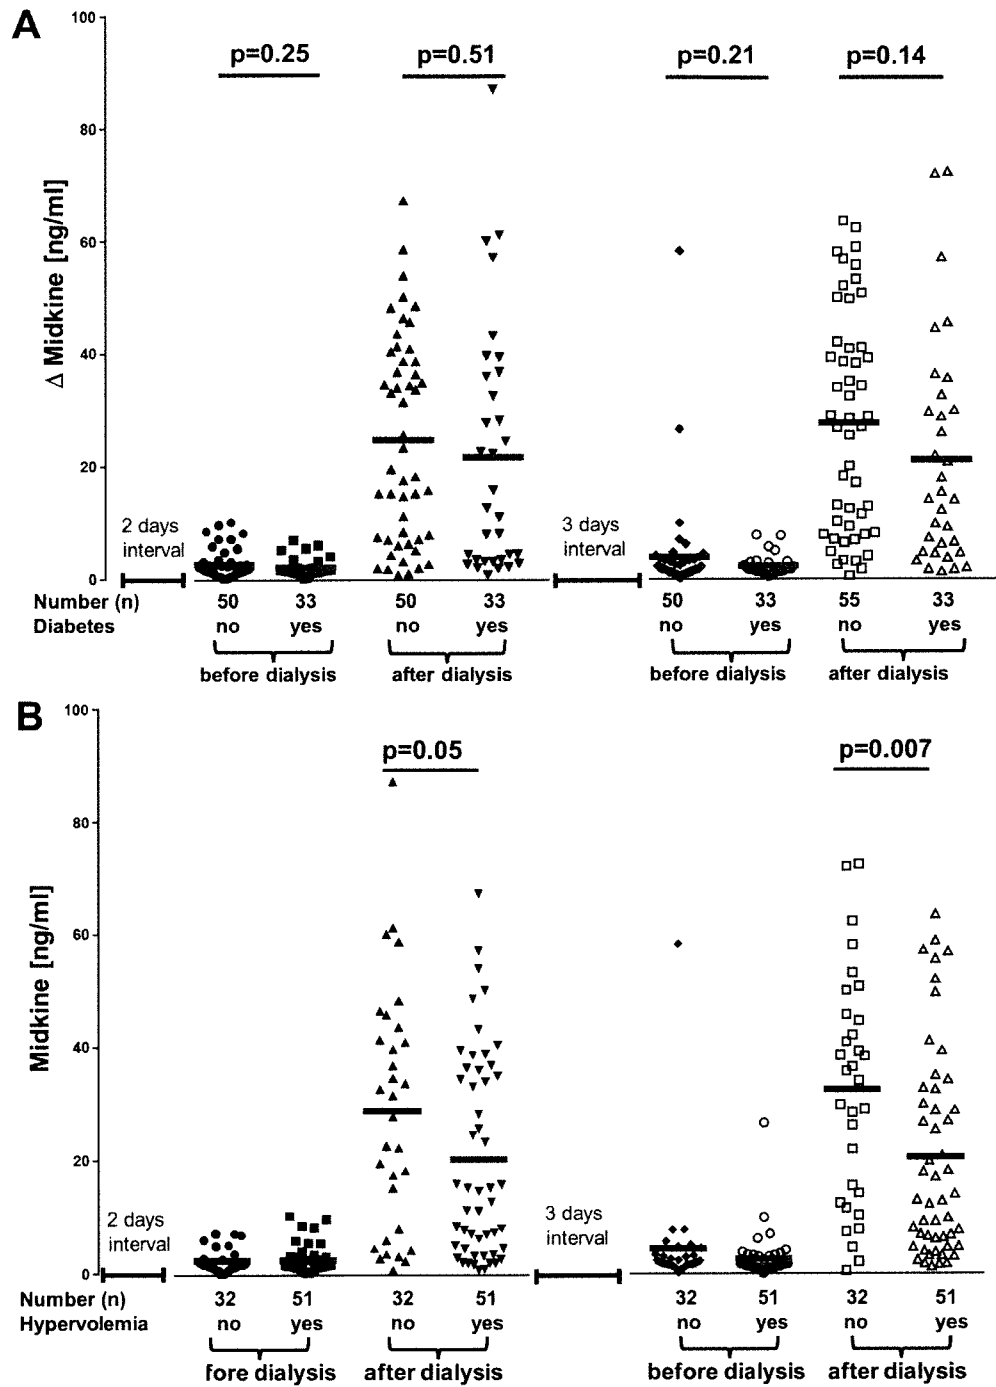 A
100
p=0.25
p=0.51
p=0.21
p=0.14
80
60
40
20
0
Δ Midkine [ng/ml]
2 days
interval
3 days
interval
Number (n) 50 33 50 33 50 33 55 33
Diabetes no yes no yes no yes no yes
before dialysis after dialysis before dialysis after dialysis
B
100
p=0.05
p=0.007
80
60
40
20
0
Midkine [ng/ml]
2 days
interval
3 days
interval
Number (n) 32 51 32 51 32 51 32 51
Hypervolemia no yes no yes no yes no yes
fore dialysis after dialysis before dialysis after dialysis